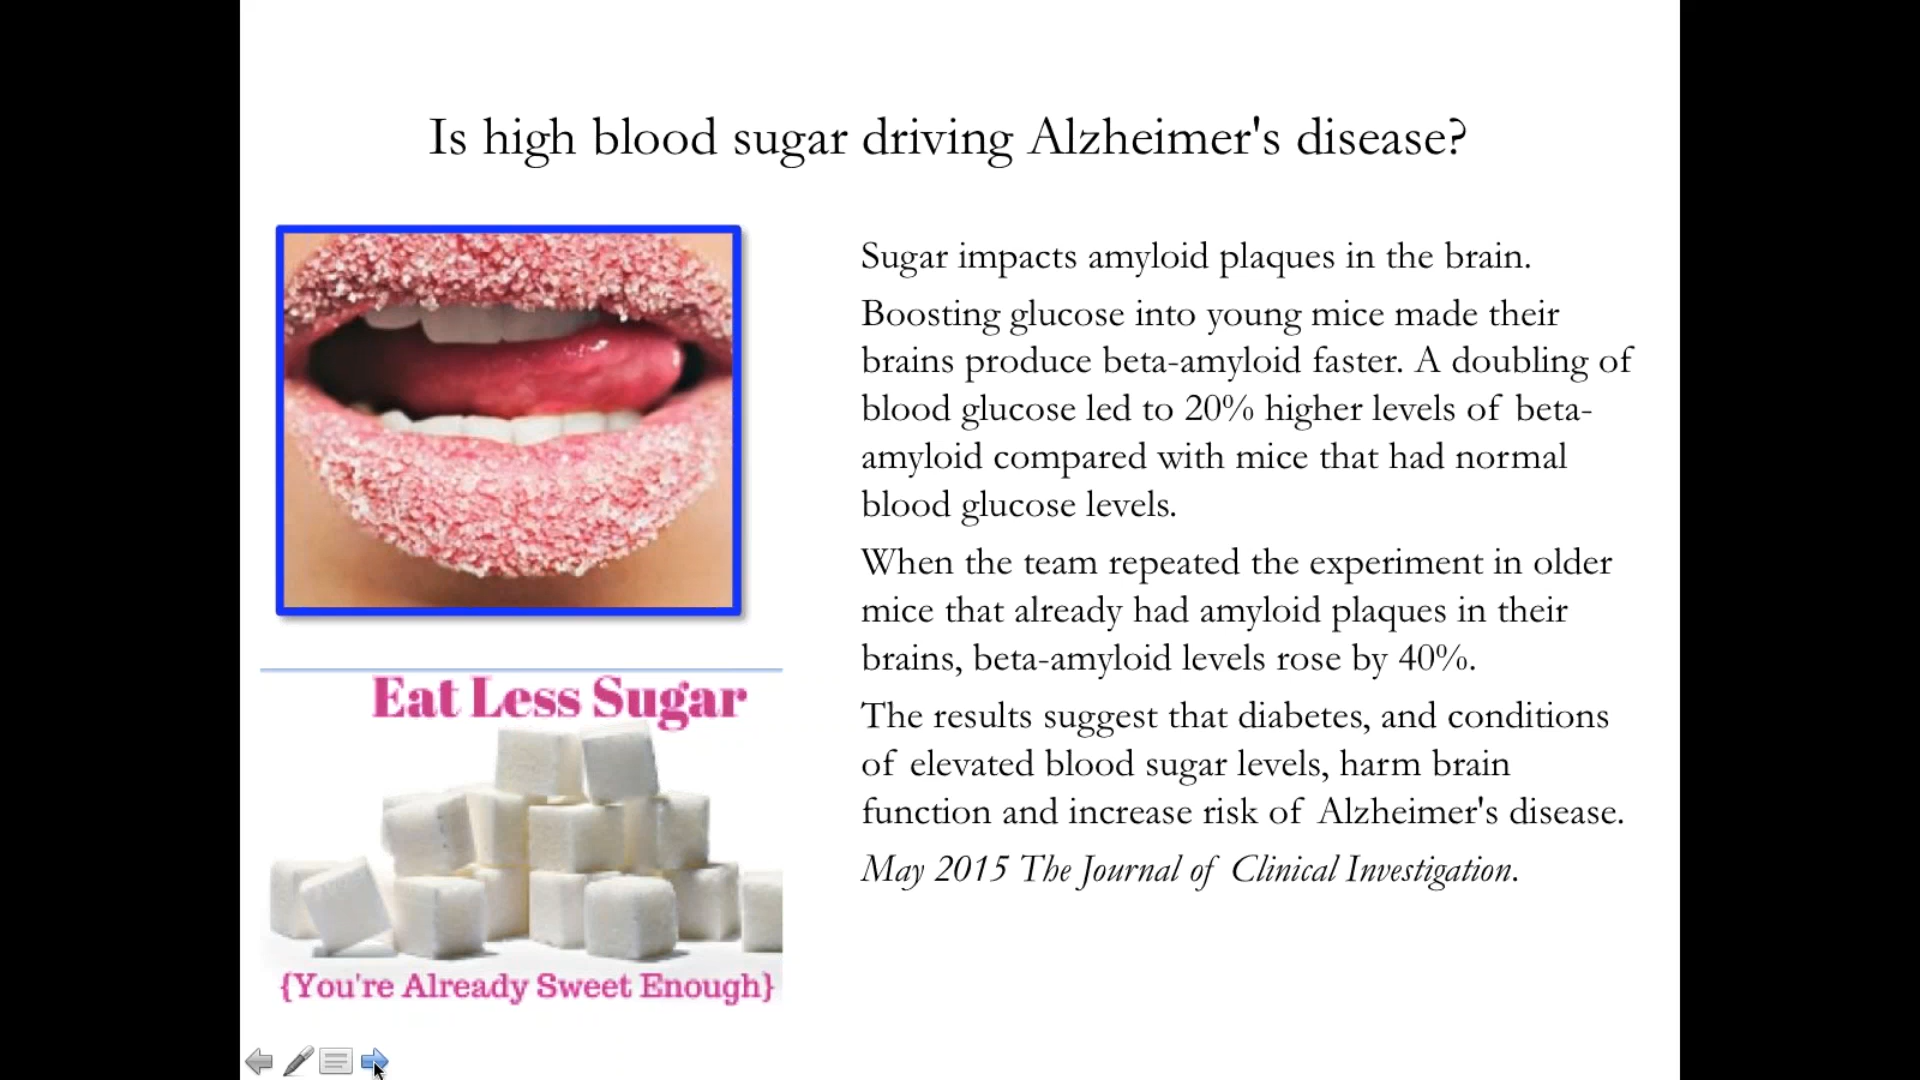 Is high blood sugar driving Alzheimer's disease?
Sugar impacts amyloid plaques in the brain.
Boosting glucose into young mice made their
brains produce beta-amyloid faster. A doubling of
blood glucose led to 20% higher levels of beta-
amyloid compared with mice that had normal
blood glucose levels.
When the team repeated the experiment in older
mice that already had amyloid plaques in their
brains, beta-amyloid levels rose by 40%.
The results suggest that diabetes, and conditions
of elevated blood sugar levels, harm brain
function and increase risk of Alzheimer's disease.
May 2015 The Journal of Clinical Investigation.
Eat Less Sugar
{You're Already Sweet Enough}